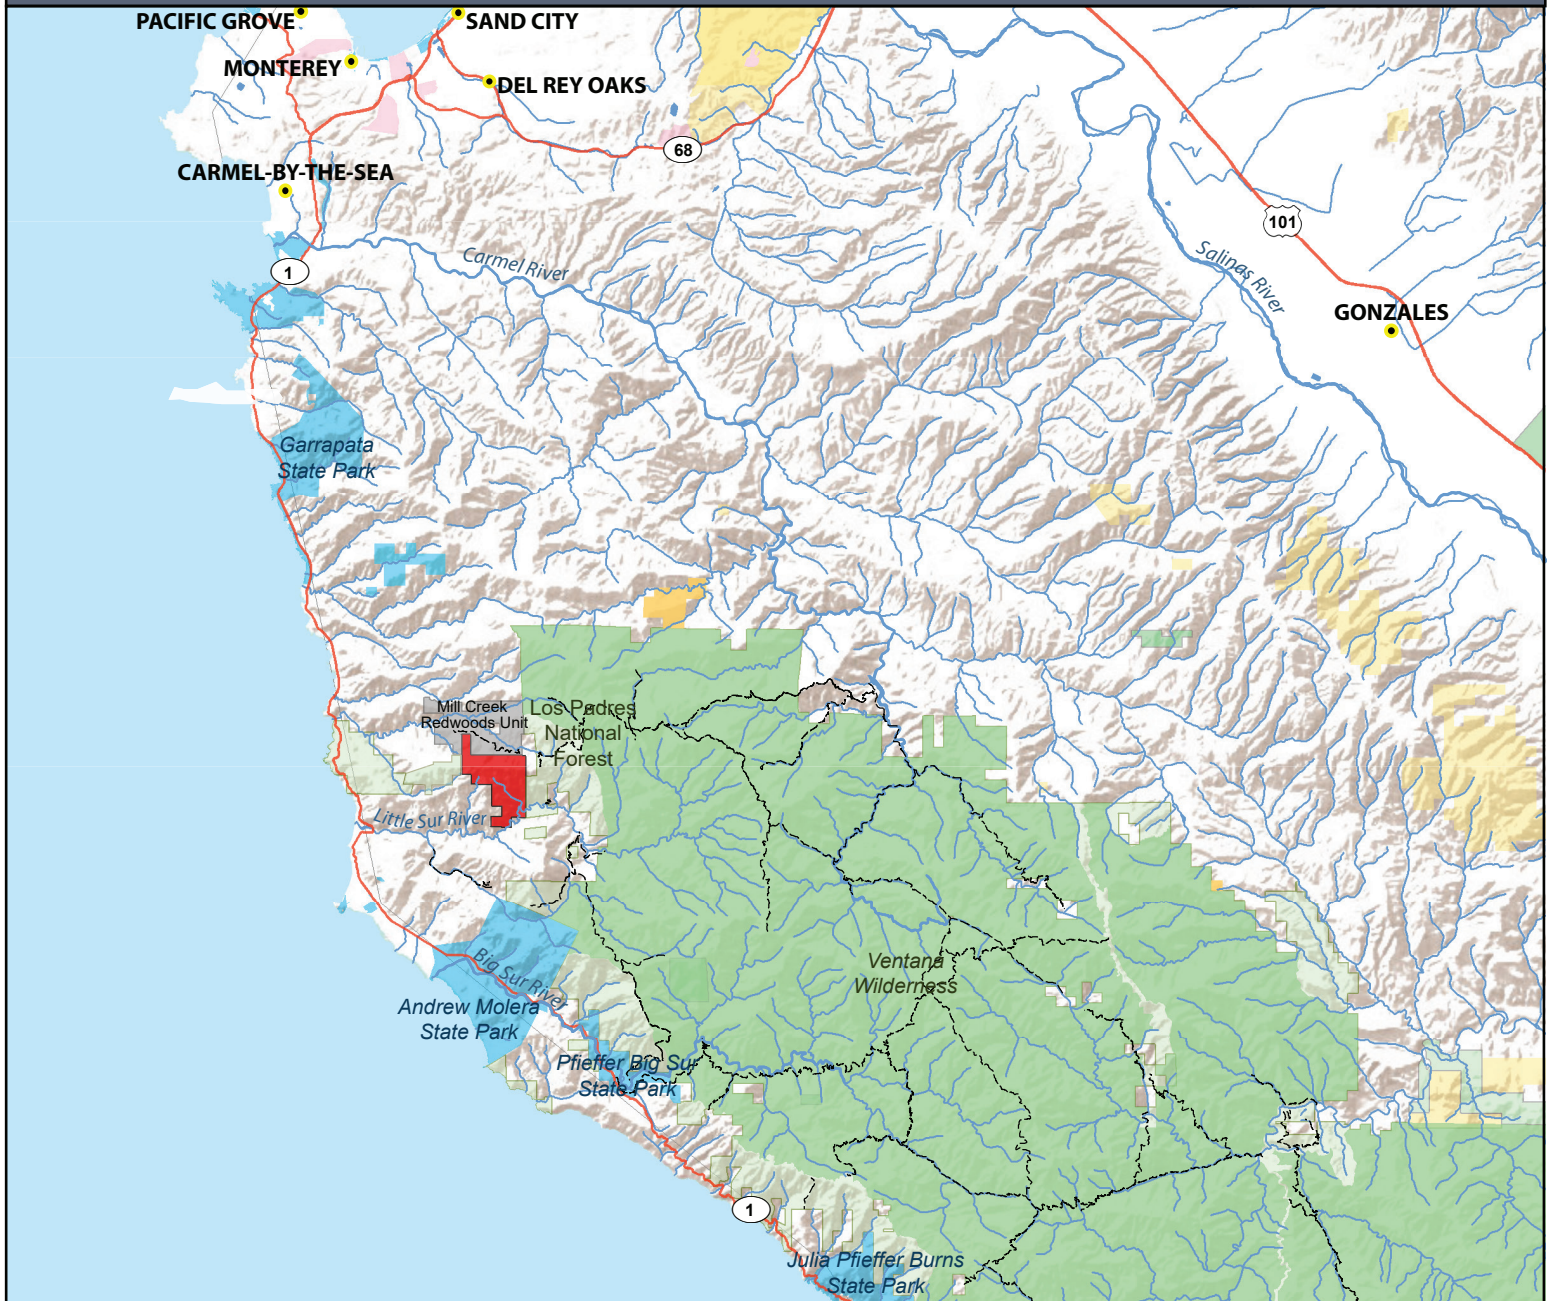 PACIFIC GROVE
SAND CITY
MONTEREY
DEL REY OAKS
68
CARMEL-BY-THE-SEA
101
Carmel River
Salinas River
1
GONZALES
Garrapata
State Park
Mill Creek
Redwoods Unit
Los Padres
National
Forest
Little Sur River
Ventana
Wilderness
Big Sur River
Andrew Molera
State Park
Pfieffer Big Sur
State Park
1
Julia Pfieffer Burns
State Park